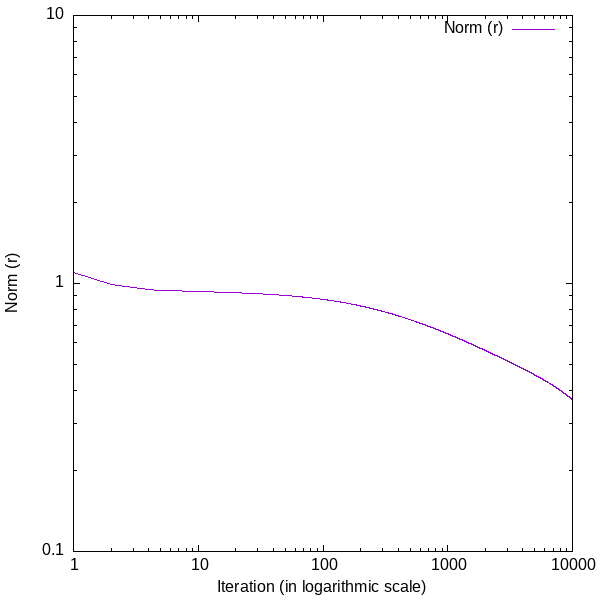 10
Norm (r)
1
Norm (r)
0.1
1 10 100 1000 10000
Iteration (in logarithmic scale)